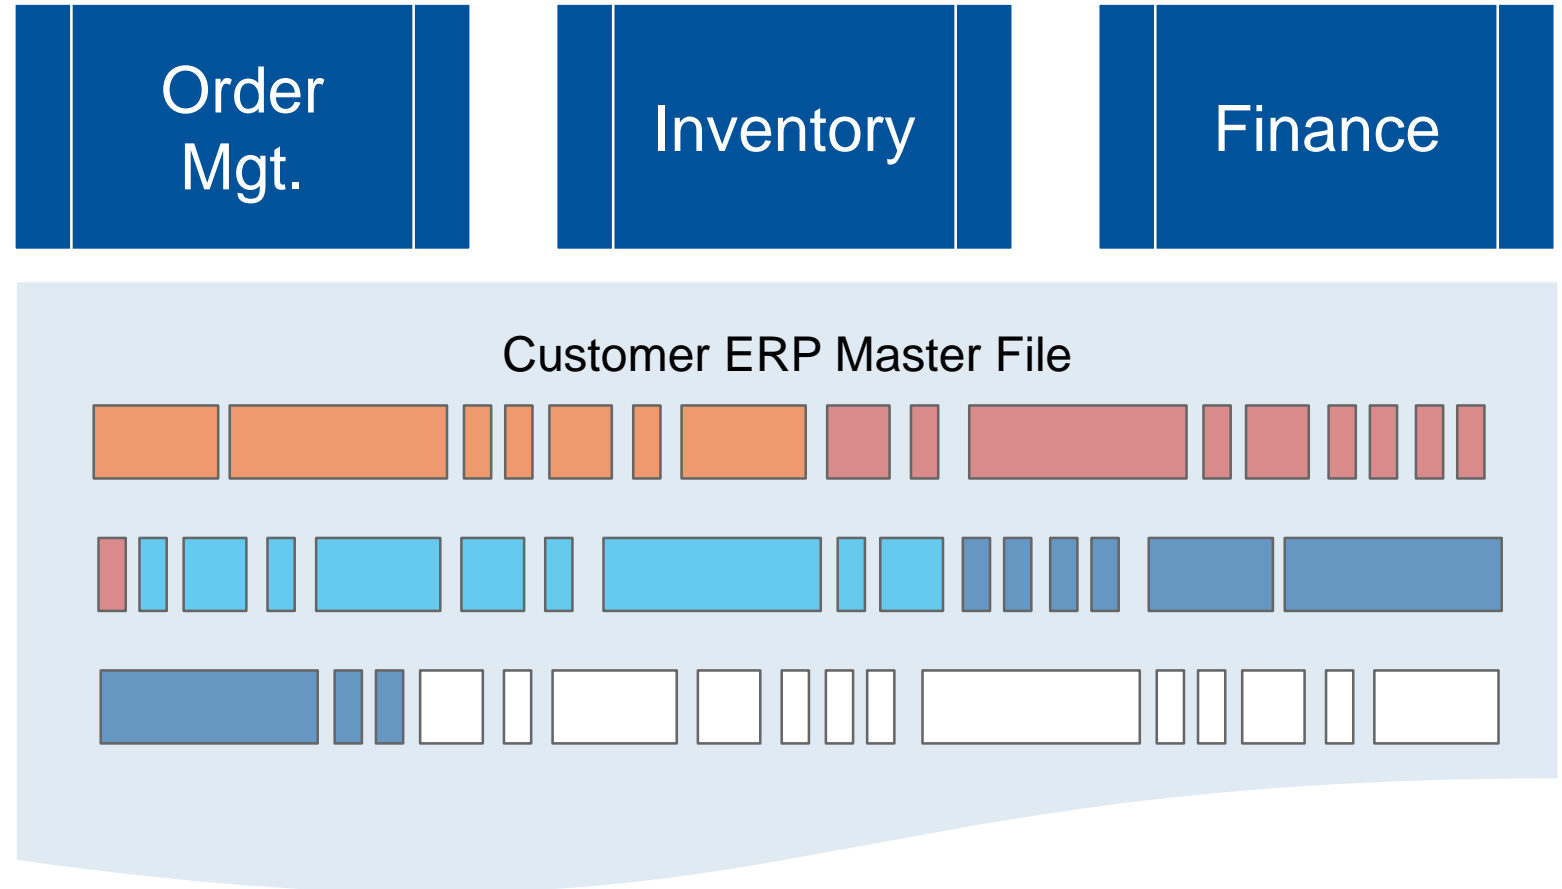 Order
Mgt.
Inventory
Finance
Customer ERP Master File